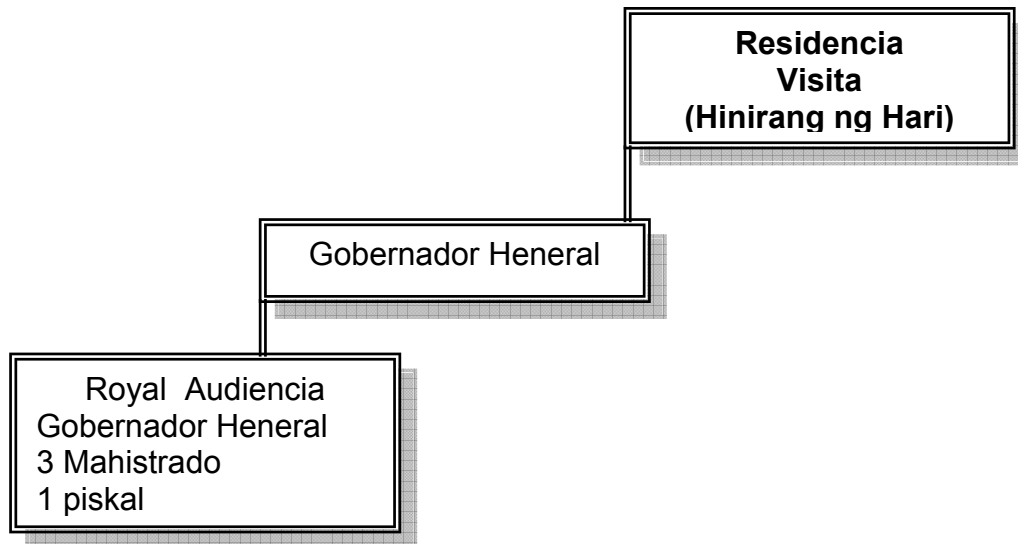 Residencia
Visita
(Hinirang ng Hari)
Gobernador Heneral
Royal Audiencia
Gobernador Heneral
3 Mahistrado
1 piskal